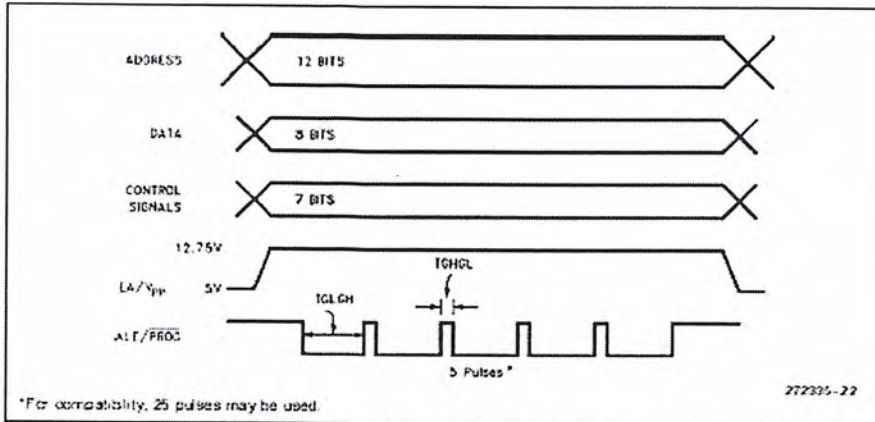 ADDRESS
12 BITS
DATA
8 BITS
CONTROL
SIGNALS
7 BITS
12.75V
EA/VPP
5V
TGHGL
TGLGH
ALE/PROG
5 Pulses*
*For compatibility, 25 pulses may be used.
272335-22